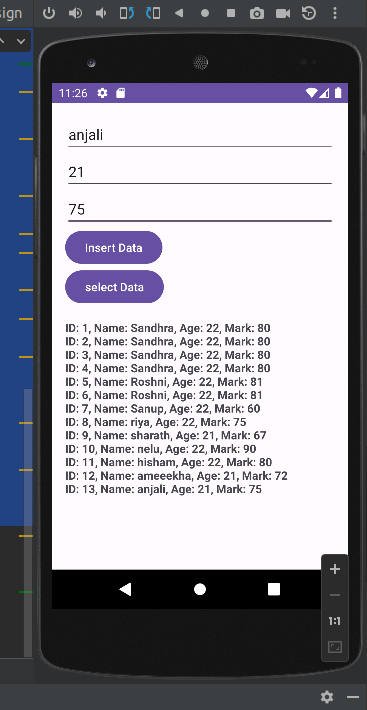 sign
11:26
anjali
21
75
Insert Data
select Data
ID: 1, Name: Sandhra, Age: 22, Mark: 80
ID: 2, Name: Sandhra, Age: 22, Mark: 80
ID: 3, Name: Sandhra, Age: 22, Mark: 80
ID: 4, Name: Sandhra, Age: 22, Mark: 80
ID: 5, Name: Roshni, Age: 22, Mark: 81
ID: 6, Name: Roshni, Age: 22, Mark: 81
ID: 7, Name: Sanup, Age: 22, Mark: 60
ID: 8, Name: riya, Age: 22, Mark: 75
ID: 9, Name: sharath, Age: 21, Mark: 67
ID: 10, Name: nelu, Age: 22, Mark: 90
ID: 11, Name: hisham, Age: 22, Mark: 80
ID: 12, Name: ameeekha, Age: 21, Mark: 72
ID: 13, Name: anjali, Age: 21, Mark: 75
1:1